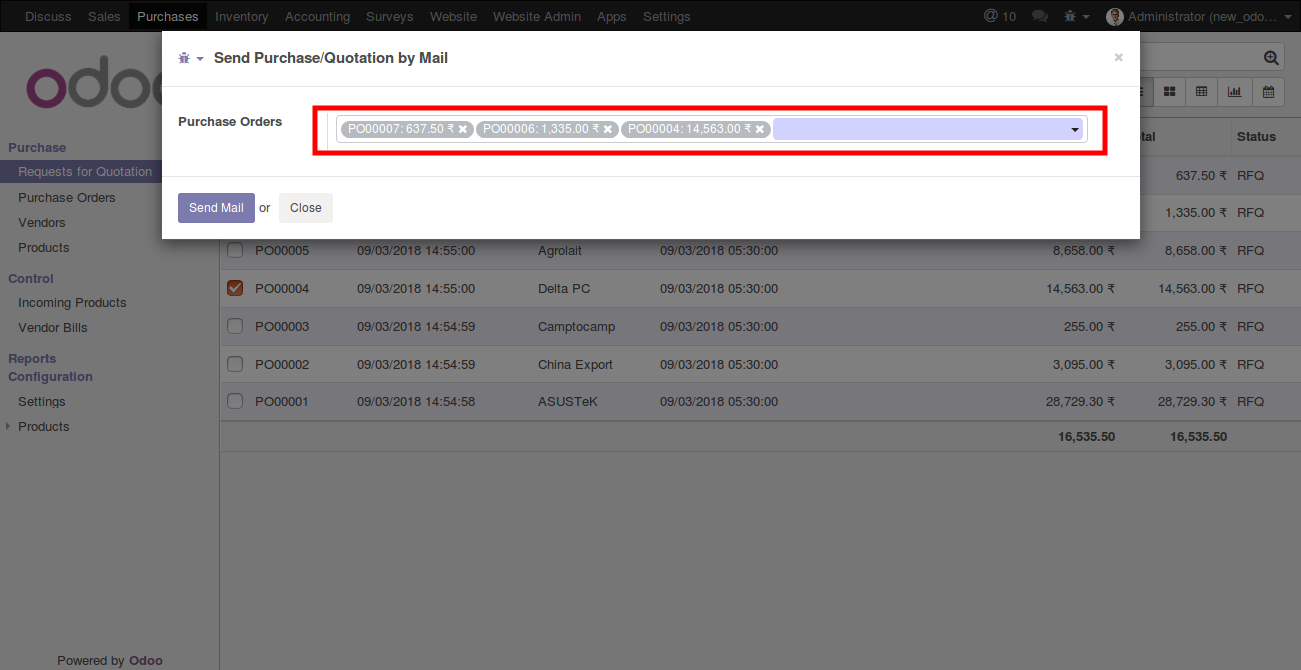 Discuss Sales Purchases Inventory Accounting Surveys Website Website Admin Apps Settings @ 10 Administrator (new_odo...
Send Purchase/Quotation by Mail ×
odoo
Purchase Orders PO00007: 637.50 ₹ × PO00006: 1,335.00 ₹ × PO00004: 14,563.00 ₹ ×
Status
Purchase
Requests for Quotation 637.50 ₹ RFQ
Purchase Orders
Send Mail or Close 1,335.00 ₹ RFQ
Vendors
Products PO00005 09/03/2018 14:55:00 Agrolait 09/03/2018 05:30:00 8,658.00 ₹ 8,658.00 ₹ RFQ
Control
PO00004 09/03/2018 14:55:00 Delta PC 09/03/2018 05:30:00 14,563.00 ₹ 14,563.00 ₹ RFQ
Incoming Products
Vendor Bills PO00003 09/03/2018 14:54:59 Camptocamp 09/03/2018 05:30:00 255.00 ₹ 255.00 ₹ RFQ
Reports
PO00002 09/03/2018 14:54:59 China Export 09/03/2018 05:30:00 3,095.00 ₹ 3,095.00 ₹ RFQ
Configuration
Settings PO00001 09/03/2018 14:54:58 ASUSTeK 09/03/2018 05:30:00 28,729.30 ₹ 28,729.30 ₹ RFQ
Products
16,535.50 16,535.50
Powered by Odoo